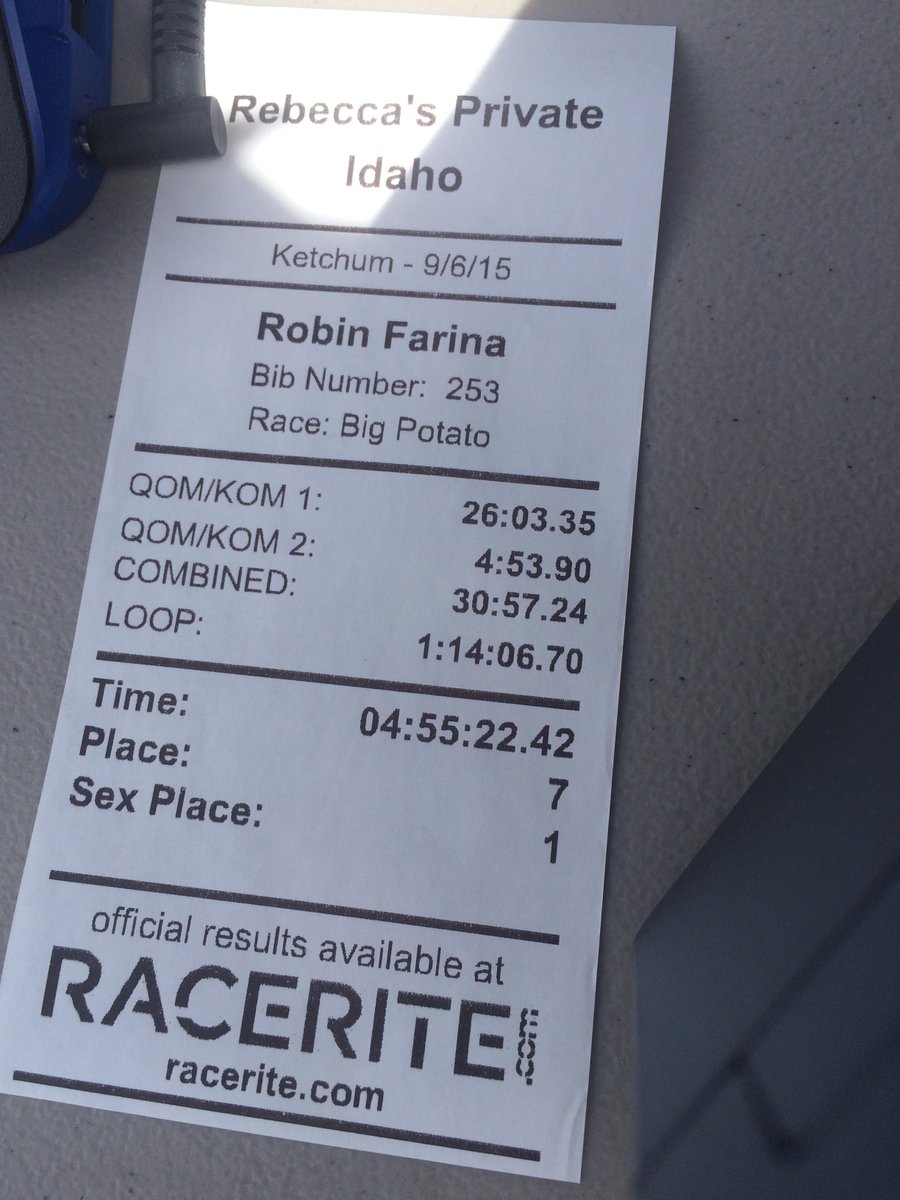 Rebecca's Private
Idaho
Ketchum - 9/6/15
Robin Farina
Bib Number: 253
Race: Big Potato
QOM/KOM 1: 26:03.35
QOM/KOM 2: 4:53.90
COMBINED: 30:57.24
LOOP: 1:14:06.70
Time: 04:55:22.42
Place: 7
Sex Place: 1
official results available at
RACERITE.com
racerite.com